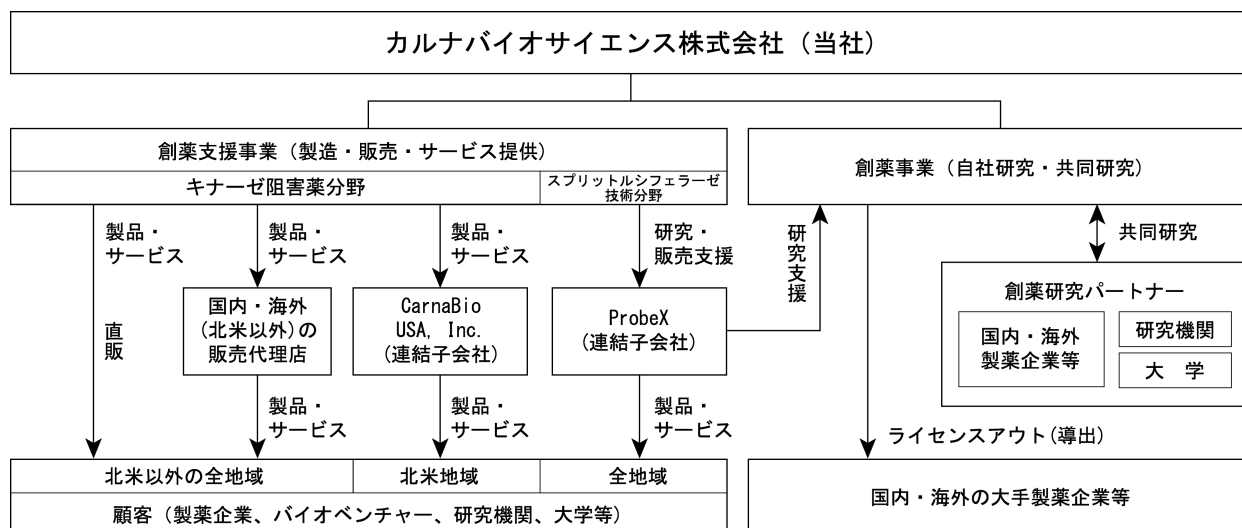 カルナバイオサイエンス株式会社（当社）
創薬支援事業（製造・販売・サービス提供）
キナーゼ阻害薬分野
スプリットルシフェラーゼ
技術分野
創薬事業（自社研究・共同研究）
製品・
サービス
製品・
サービス
製品・
サービス
研究・
販売支援
研究支援
共同研究
直販
国内・海外
(北米以外)の
販売代理店
CarnaBio
USA, Inc.
(連結子会社)
ProbeX
(連結子会社)
創薬研究パートナー
国内・海外
製薬企業等
研究機関
大　学
製品・
サービス
製品・
サービス
製品・
サービス
ライセンスアウト(導出)
北米以外の全地域
北米地域
全地域
顧客（製薬企業、バイオベンチャー、研究機関、大学等）
国内・海外の大手製薬企業等